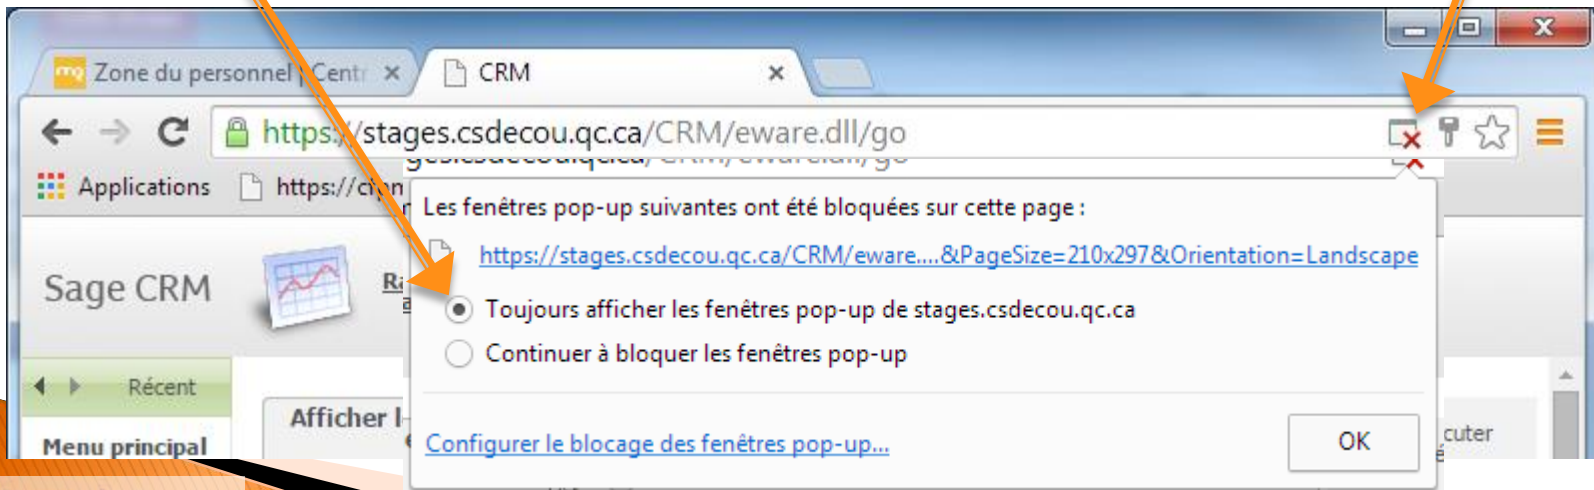 mq Zone du personnel | Centr
CRM
https://stages.csdecou.qc.ca/CRM/eware.dll/go
Applications https://cfpm
Les fenêtres pop-up suivantes ont été bloquées sur cette page :
https://stages.csdecou.qc.ca/CRM/eware....&PageSize=210x297&Orientation=Landscape
Sage CRM
Toujours afficher les fenêtres pop-up de stages.csdecou.qc.ca
Continuer à bloquer les fenêtres pop-up
Récent
Afficher l
Menu principal
Configurer le blocage des fenêtres pop-up...
OK
cuter